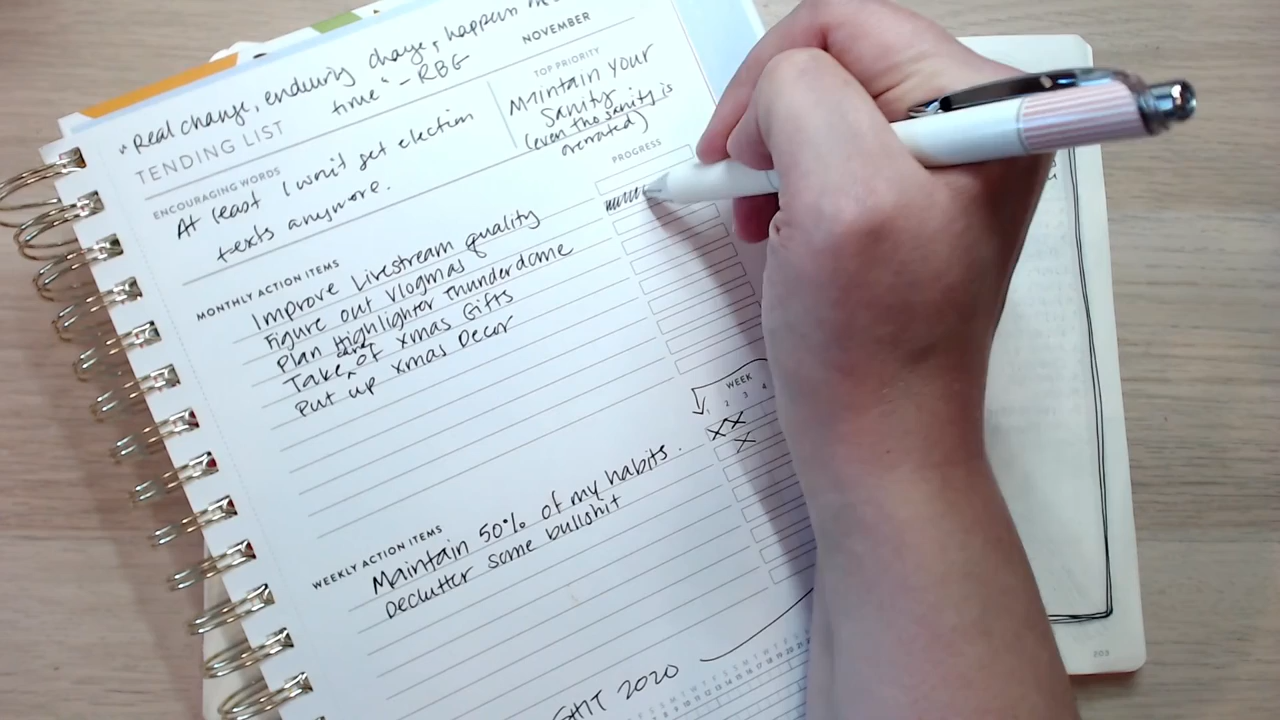 "Real change, enduring change, happens
time" - RBG
TENDING LIST
NOVEMBER
ENCOURAGING WORDS
At least I won't get election
texts anymore.
TOP PRIORITY
Maintain your
Sanity
(even tho sanity is
overrated)
MONTHLY ACTION ITEMS
PROGRESS
Improve Livestream quality
Figure out Vlogmas
Plan Highlighter Thunderdome
Take care of Xmas Gifts
Put up Xmas Decor
WEEK
1 2 3 4
WEEKLY ACTION ITEMS
Maintain 50% of my habits.
Declutter some bullshit
2020
203